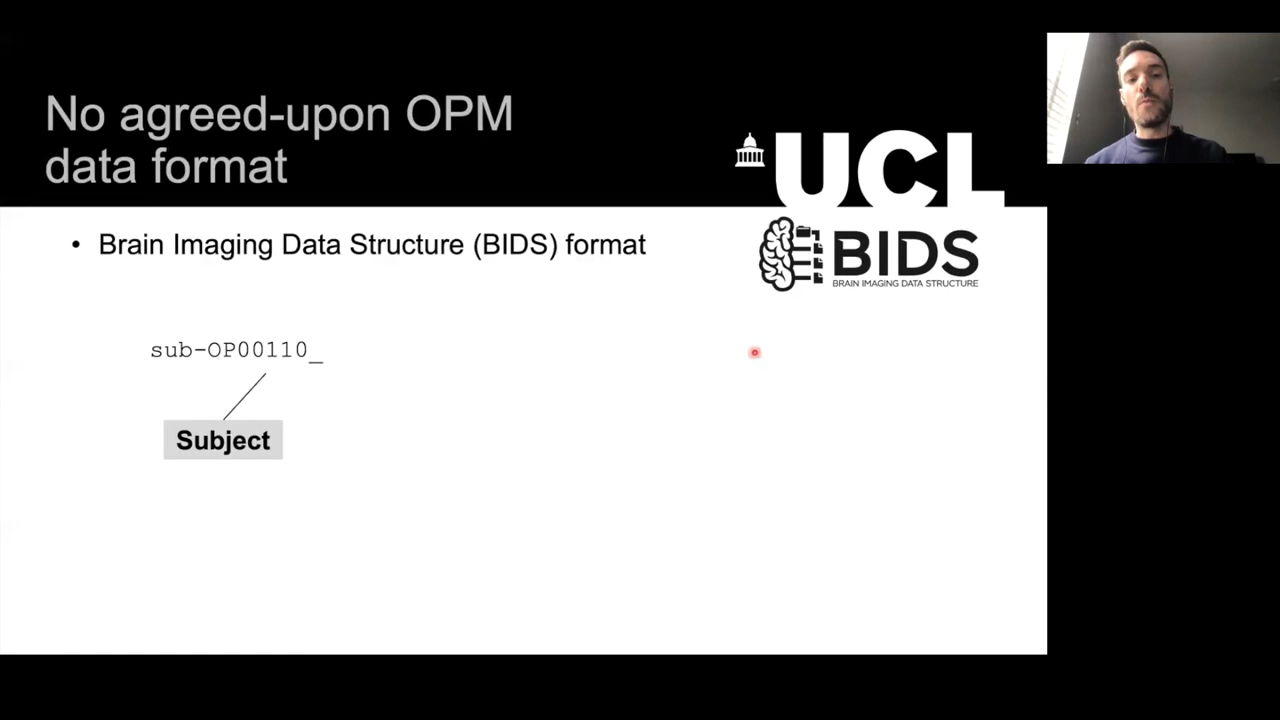 No agreed-upon OPM
data format
UCL
• Brain Imaging Data Structure (BIDS) format
BIDS
BRAIN IMAGING DATA STRUCTURE
sub-OP00110_
Subject